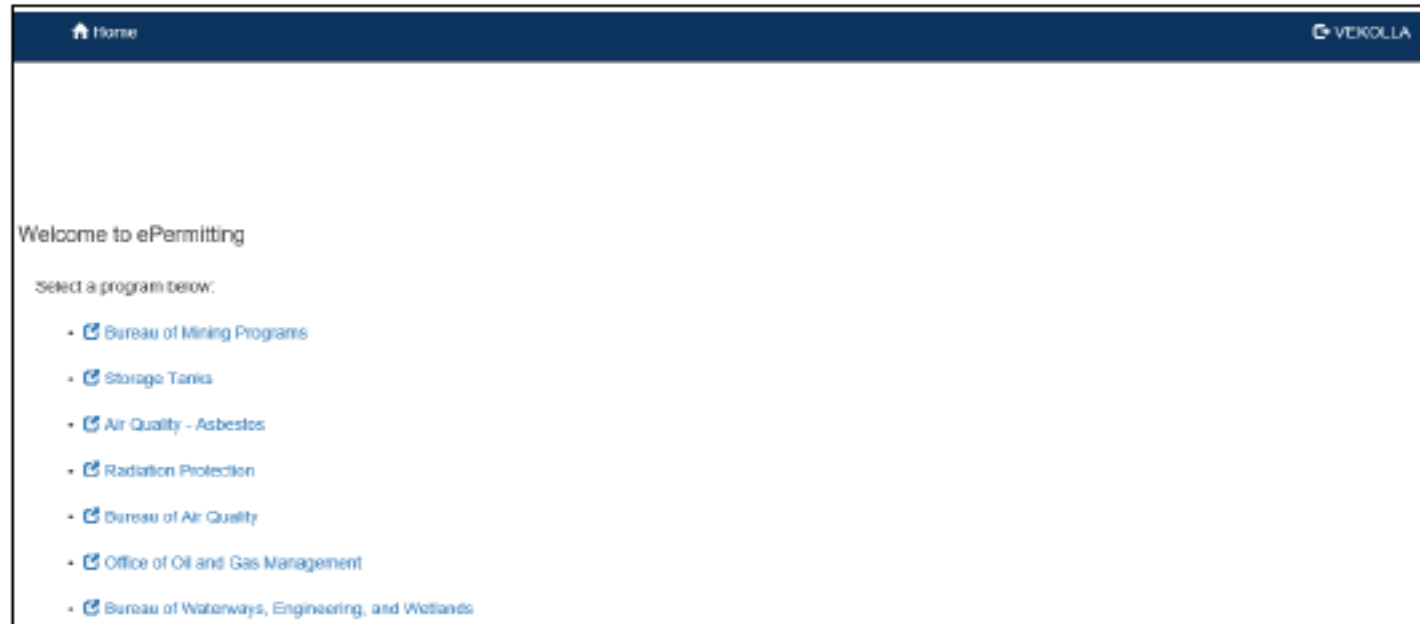 Home
VEKOLLA
Welcome to ePermitting
Select a program below:
Bureau of Mining Programs
Storage Tanks
Air Quality - Asbestos
Radiation Protection
Bureau of Air Quality
Office of Oil and Gas Management
Bureau of Waterways, Engineering, and Wetlands